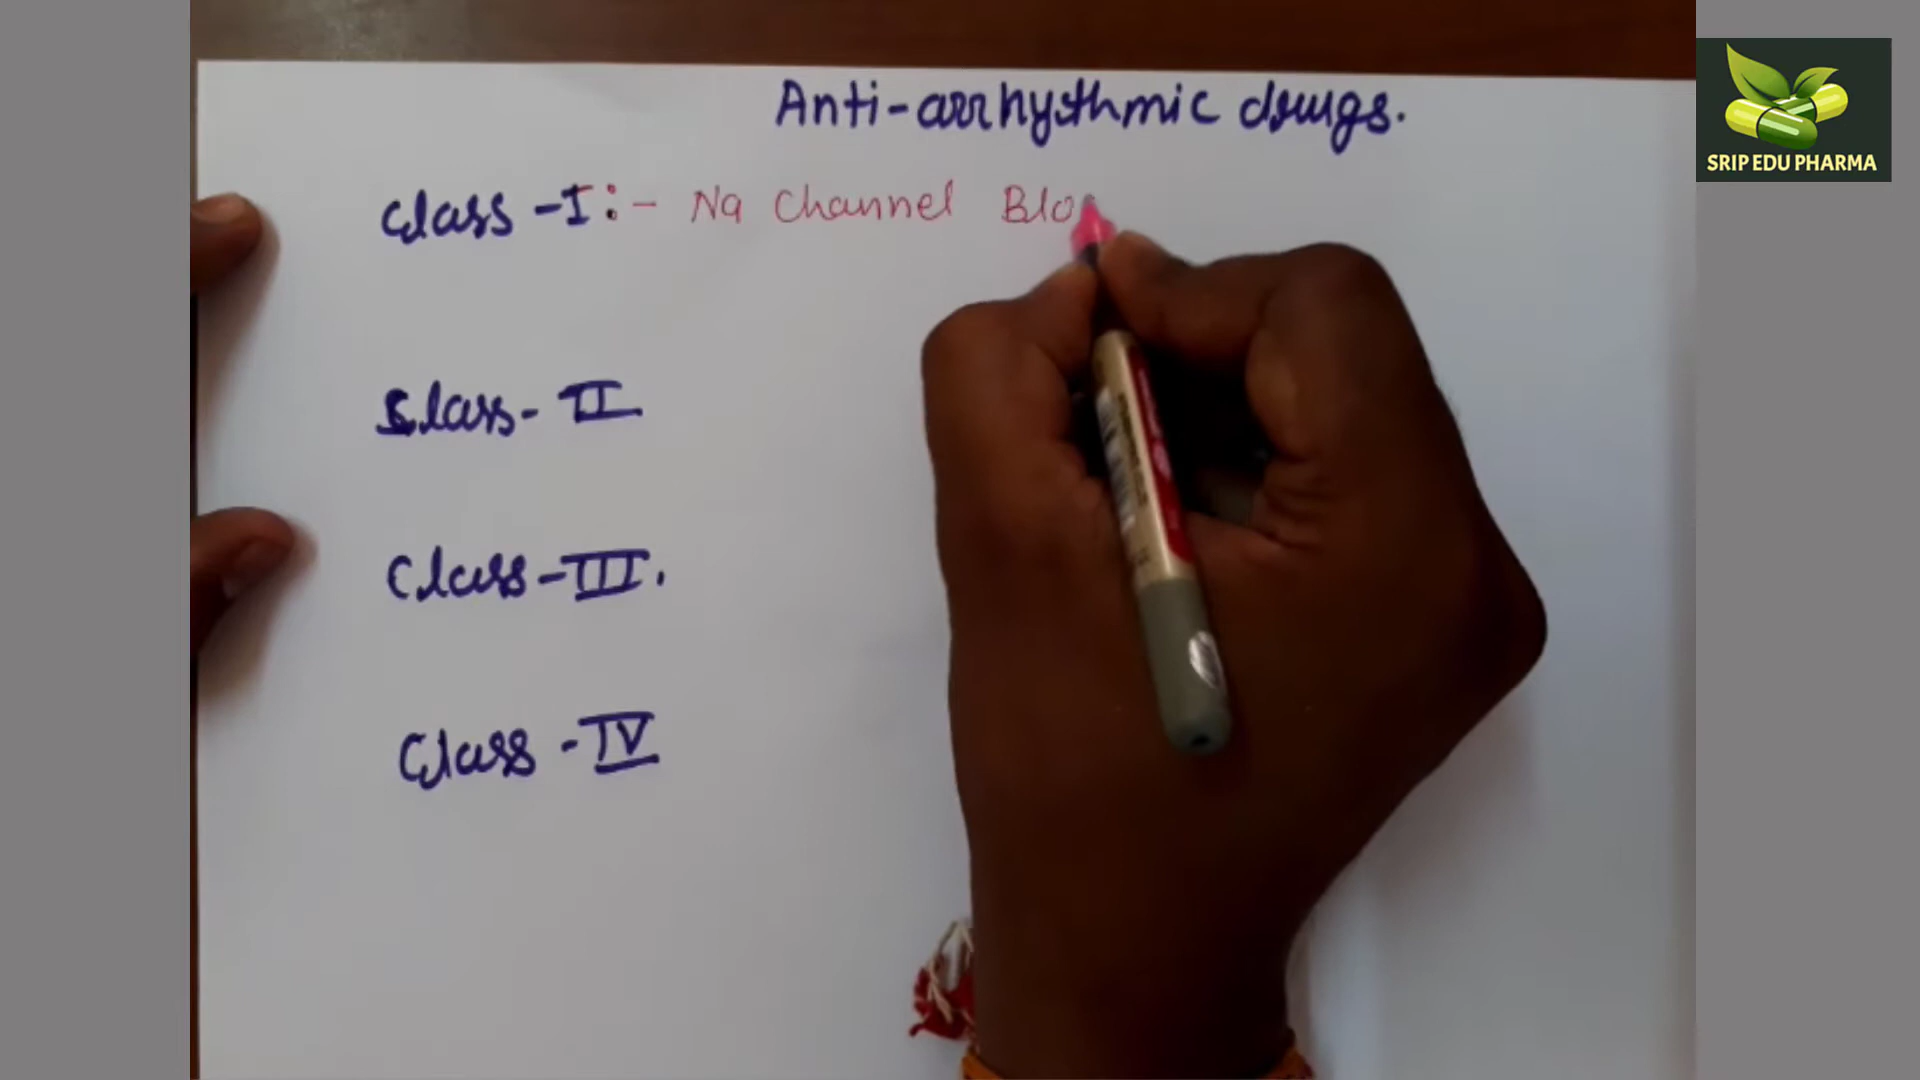 Anti-arrhythmic drugs.
SRIP EDU PHARMA
Class -I :- Na Channel Blo
Class- II
Class-III.
Class -IV